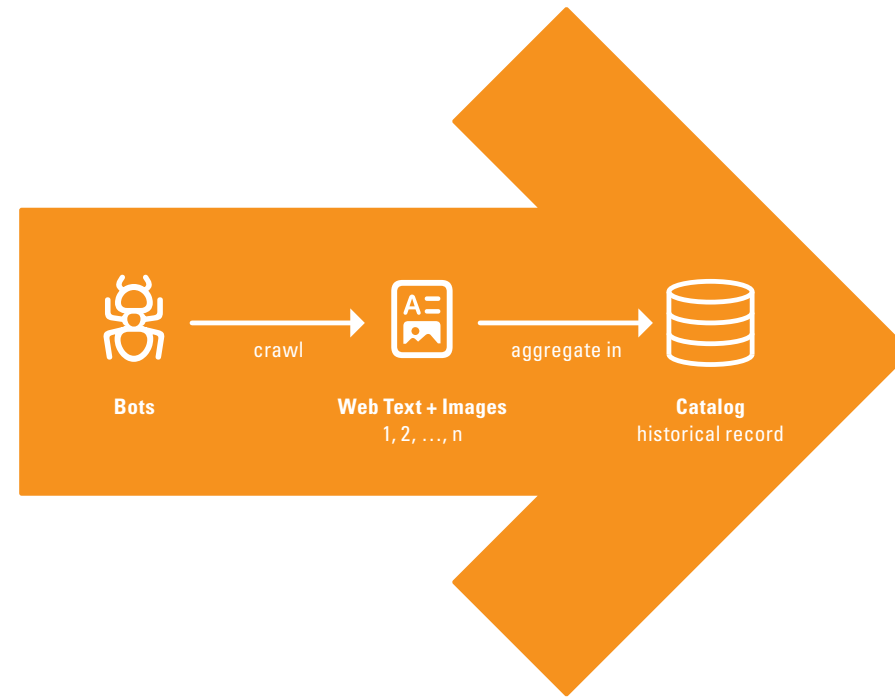 crawl
aggregate in
Bots
Web Text + Images
1, 2, …, n
Catalog
historical record
A